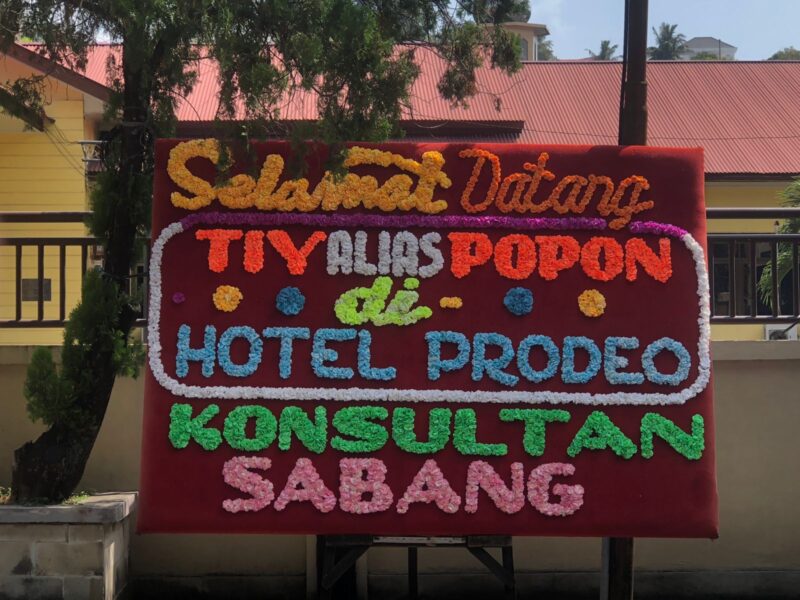 Selamat Datang
TIY ALIAS POPON
di -
HOTEL PRODEO
KONSULTAN
SABANG